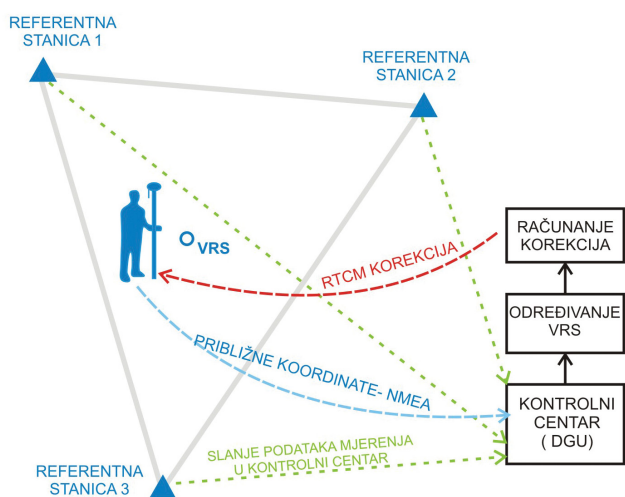 REFERENTNA
STANICA 1
REFERENTNA
STANICA 2
VRS
RTCM KOREKCIJA
RAČUNANJE
KOREKCIJA
ODREĐIVANJE
VRS
PRIBLIŽNE KOORDINATE- NMEA
KONTROLNI
CENTAR
( DGU)
SLANJE PODATAKA MJERENJA
U KONTROLNI CENTAR
REFERENTNA
STANICA 3